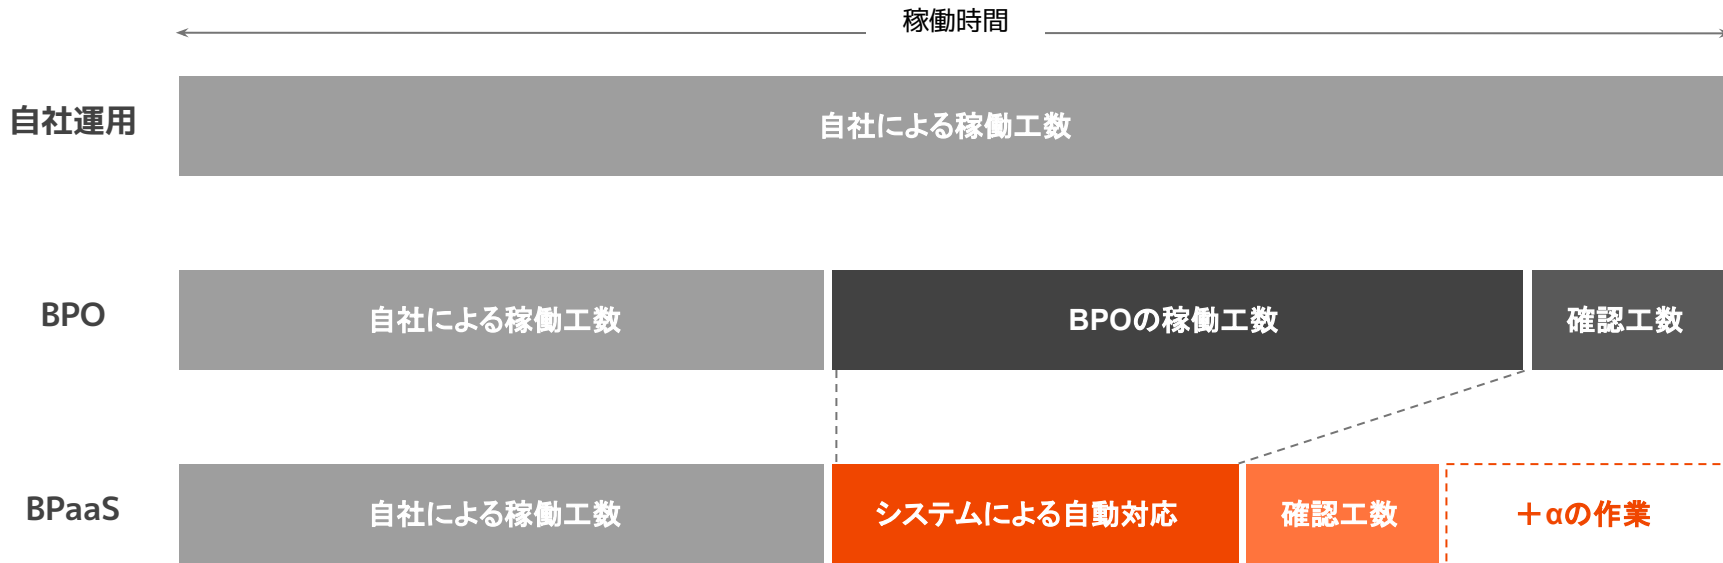 稼働時間
自社運用
自社による稼働工数
BPO
自社による稼働工数
BPOの稼働工数
確認工数
BPaaS
自社による稼働工数
システムによる自動対応
確認工数
＋αの作業